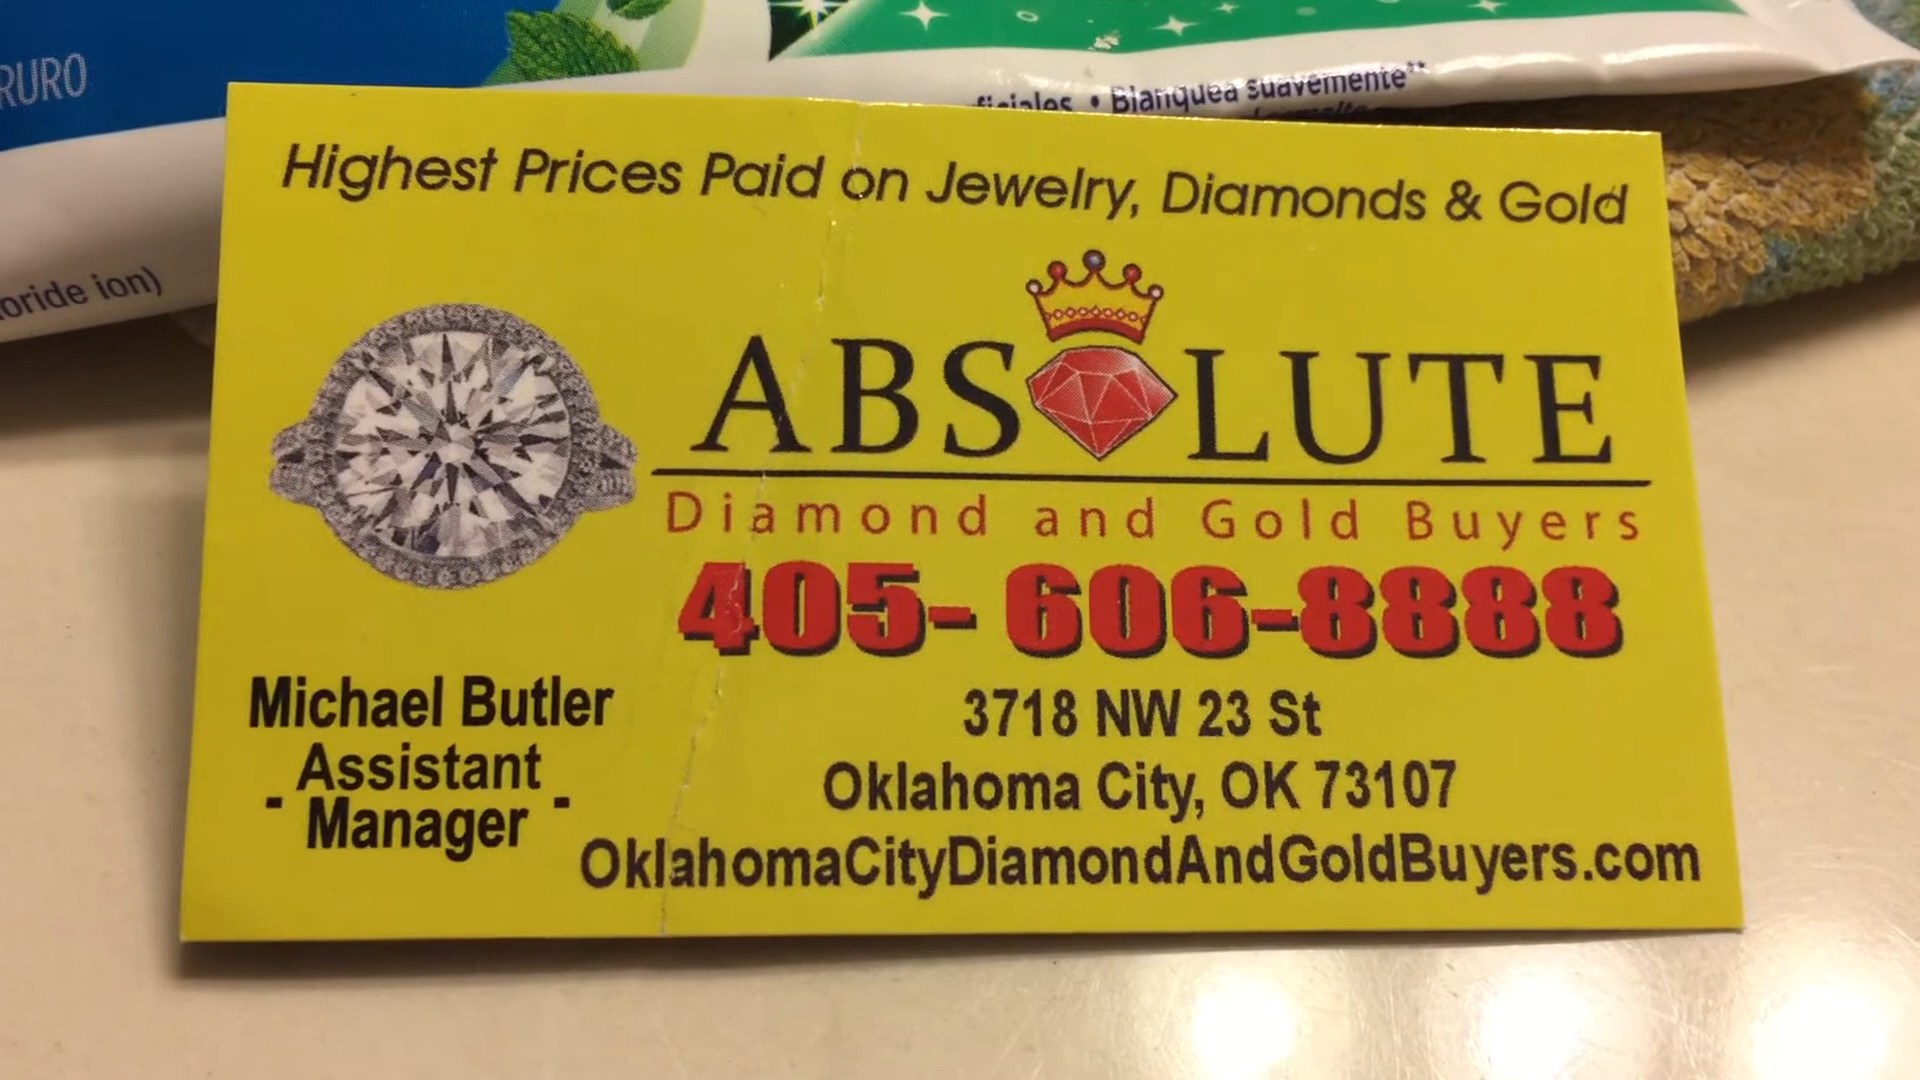 RURO
ficiales • Blanquea suavemente**
oride ion)
Highest Prices Paid on Jewelry, Diamonds & Gold
ABSOLUTE
Diamond and Gold Buyers
405- 606-8888
Michael Butler
Assistant
- Manager -
3718 NW 23 St
Oklahoma City, OK 73107
OklahomaCityDiamondAndGoldBuyers.com